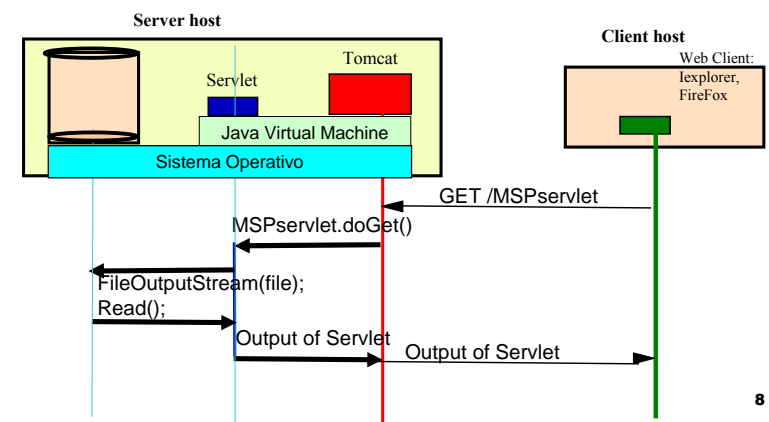 Server host
Client host
Tomcat
Web Client:
Iexplorer,
FireFox
Servlet
Java Virtual Machine
Sistema Operativo
GET /MSPservlet
MSPservlet.doGet()
FileOutputStream(file);
Read();
Output of Servlet
Output of Servlet
8